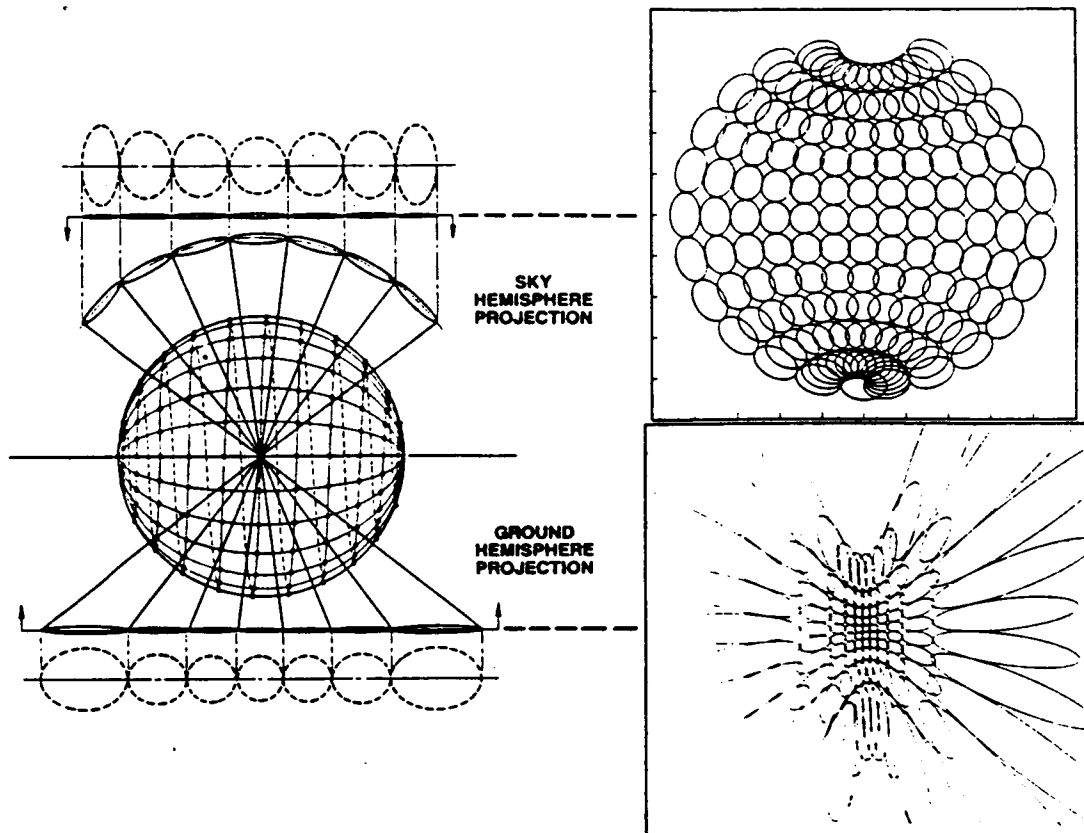 SKY
HEMISPHERE
PROJECTION
GROUND
HEMISPHERE
PROJECTION